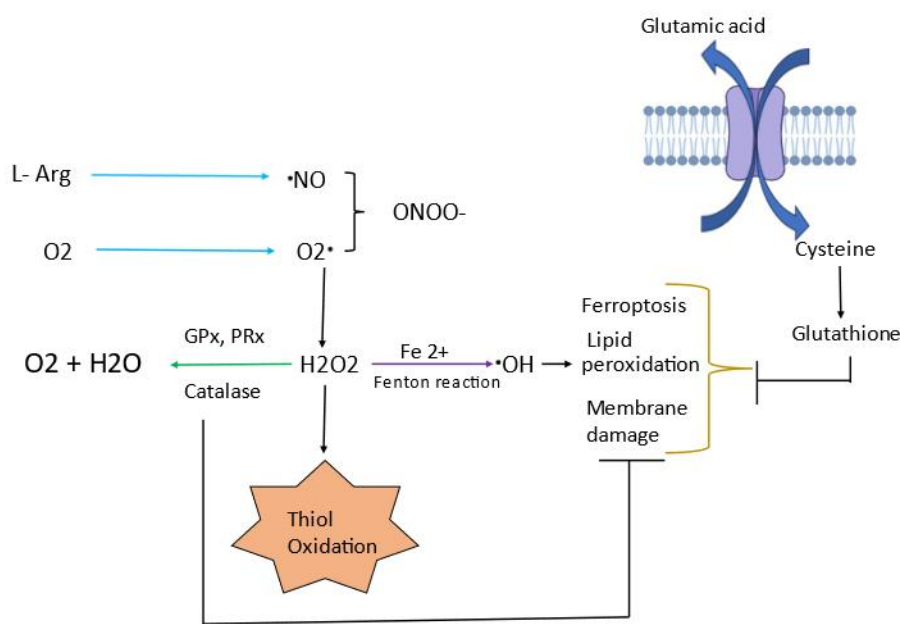 Glutamic acid
L- Arg
•NO
ONOO-
O2
O2•
Cysteine
Ferroptosis
Glutathione
GPx, PRx
Fe 2+
Lipid
peroxidation
O2 + H2O
H2O2
•OH
Catalase
Fenton reaction
Membrane
damage
Thiol
Oxidation